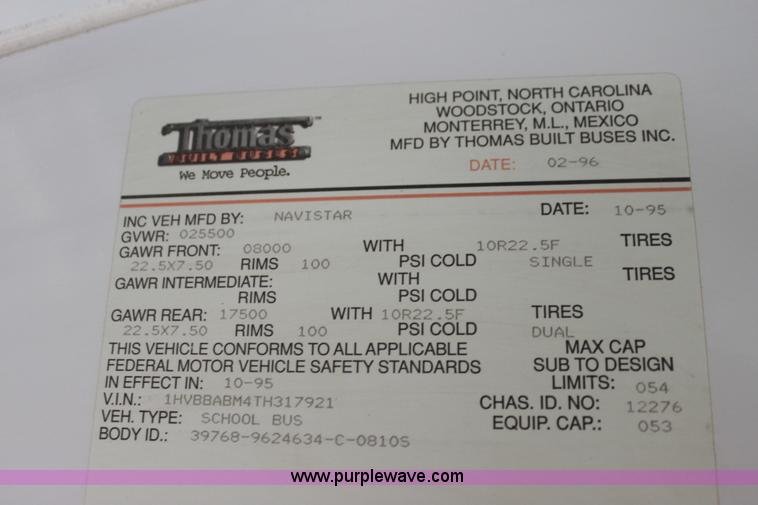 Thomas™
BUILT BUSES
We Move People.
HIGH POINT, NORTH CAROLINA
WOODSTOCK, ONTARIO
MONTERREY, M.L., MEXICO
MFD BY THOMAS BUILT BUSES INC.
DATE: 02-96
INC VEH MFD BY: NAVISTAR DATE: 10-95
GVWR: 025500
GAWR FRONT: 08000 WITH 10R22.5F TIRES
22.5X7.50 RIMS 100 PSI COLD SINGLE
GAWR INTERMEDIATE: WITH TIRES
RIMS PSI COLD
GAWR REAR: 17500 WITH 10R22.5F TIRES
22.5X7.50 RIMS 100 PSI COLD DUAL
THIS VEHICLE CONFORMS TO ALL APPLICABLE MAX CAP
FEDERAL MOTOR VEHICLE SAFETY STANDARDS SUB TO DESIGN
IN EFFECT IN: 10-95 LIMITS: 054
V.I.N.: 1HVBBABM4TH317921 CHAS. ID. NO: 12276
VEH. TYPE: SCHOOL BUS EQUIP. CAP.: 053
BODY ID.: 39768-9624634-C-0810S
www.purplewave.com